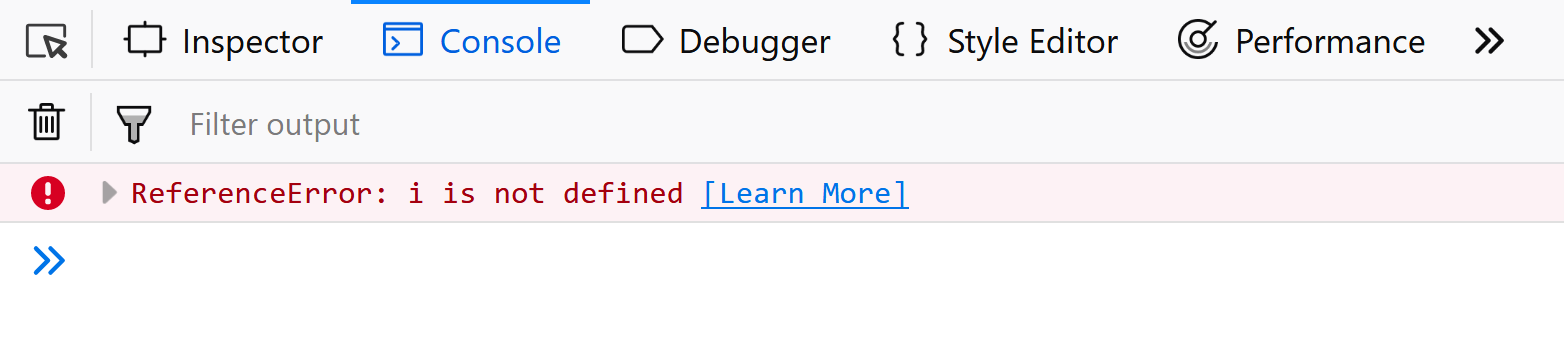 Inspector Console Debugger Style Editor Performance
Filter output
ReferenceError: i is not defined [Learn More]